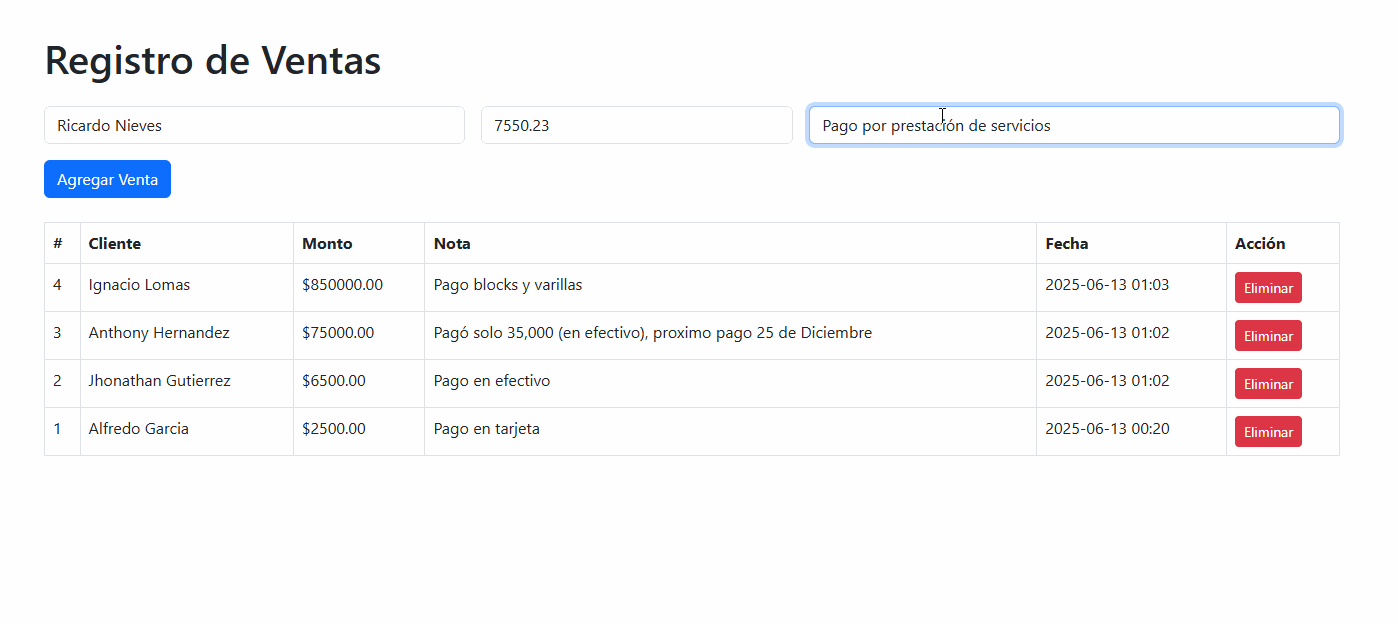 Registro de Ventas
Ricardo Nieves 7550.23 Pago por prestación de servicios
Agregar Venta
# Cliente Monto Nota Fecha Acción
4 Ignacio Lomas $850000.00 Pago blocks y varillas 2025-06-13 01:03 Eliminar
3 Anthony Hernandez $75000.00 Pagó solo 35,000 (en efectivo), proximo pago 25 de Diciembre 2025-06-13 01:02 Eliminar
2 Jhonathan Gutierrez $6500.00 Pago en efectivo 2025-06-13 01:02 Eliminar
1 Alfredo Garcia $2500.00 Pago en tarjeta 2025-06-13 00:20 Eliminar